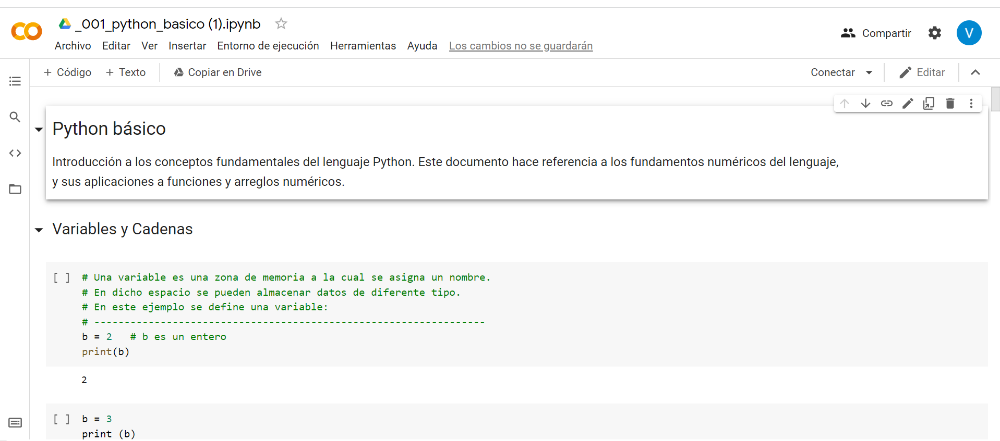 _001_python_basico (1).ipynb
Archivo Editar Ver Insertar Entorno de ejecución Herramientas Ayuda Los cambios no se guardarán
Compartir
V
+ Código + Texto Copiar en Drive
Conectar
Editar
Python básico
Introducción a los conceptos fundamentales del lenguaje Python. Este documento hace referencia a los fundamentos numéricos del lenguaje,
y sus aplicaciones a funciones y arreglos numéricos.
Variables y Cadenas
[ ] # Una variable es una zona de memoria a la cual se asigna un nombre.
# En dicho espacio se pueden almacenar datos de diferente tipo.
# En este ejemplo se define una variable:
# -----------------------------------------------------------------
b = 2   # b es un entero
print(b)
2
[ ] b = 3
print (b)